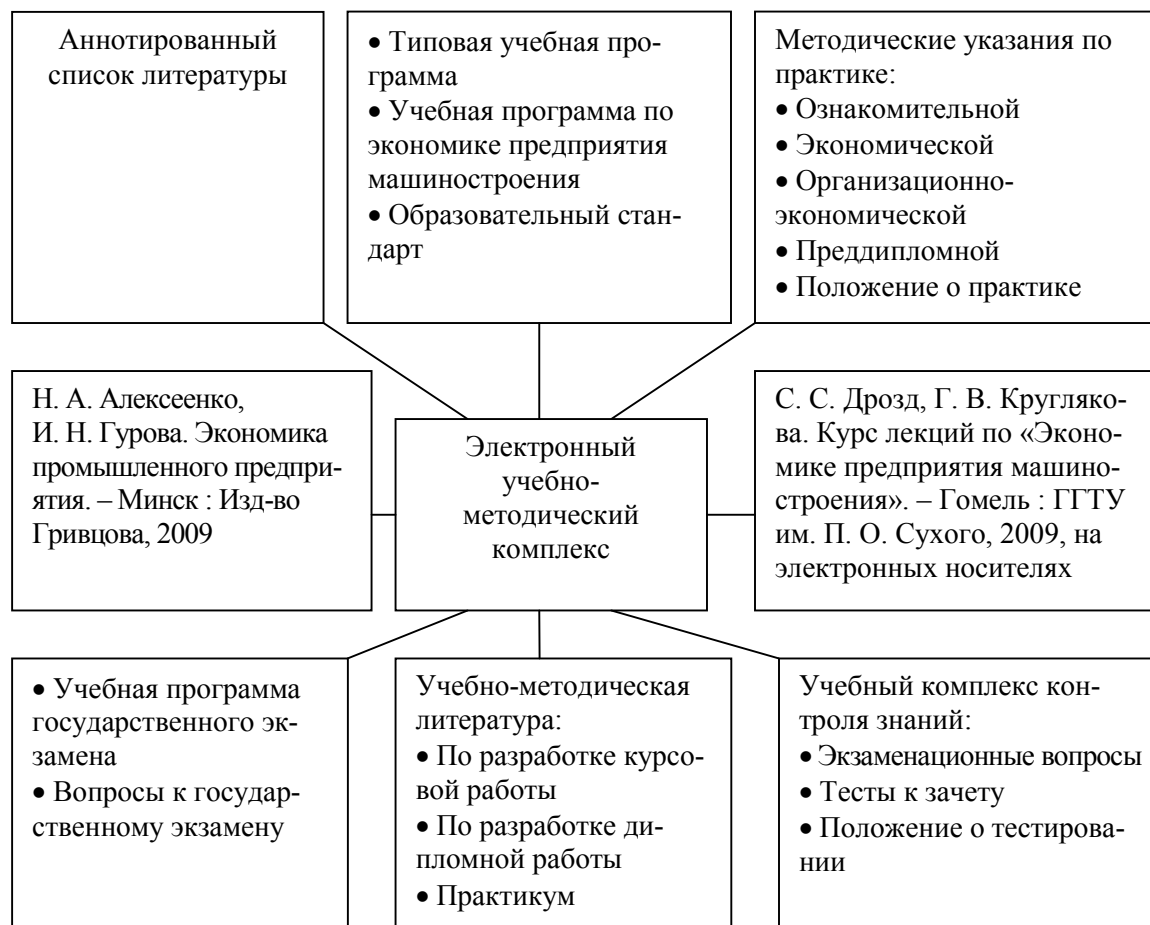 Аннотированный
список литературы
• Типовая учебная про-
грамма
• Учебная программа по
экономике предприятия
машиностроения
• Образовательный стан-
дарт
Методические указания по
практике:
• Ознакомительной
• Экономической
• Организационно-
экономической
• Преддипломной
• Положение о практике
Н. А. Алексеенко,
И. Н. Гурова. Экономика
промышленного предпри-
ятия. – Минск : Изд-во
Гривцова, 2009
Электронный
учебно-
методический
комплекс
С. С. Дрозд, Г. В. Круглякo-
ва. Курс лекций по «Эконо-
мике предприятия машино-
строения». – Гомель : ГГТУ
им. П. О. Сухого, 2009, на
электронных носителях
• Учебная программа
государственного эк-
замена
• Вопросы к государ-
ственному экзамену
Учебно-методическая
литература:
• По разработке курсо-
вой работы
• По разработке ди-
пломной работы
• Практикум
Учебный комплекс кон-
троля знаний:
• Экзаменационные вопросы
• Тесты к зачету
• Положение о тестирова-
нии